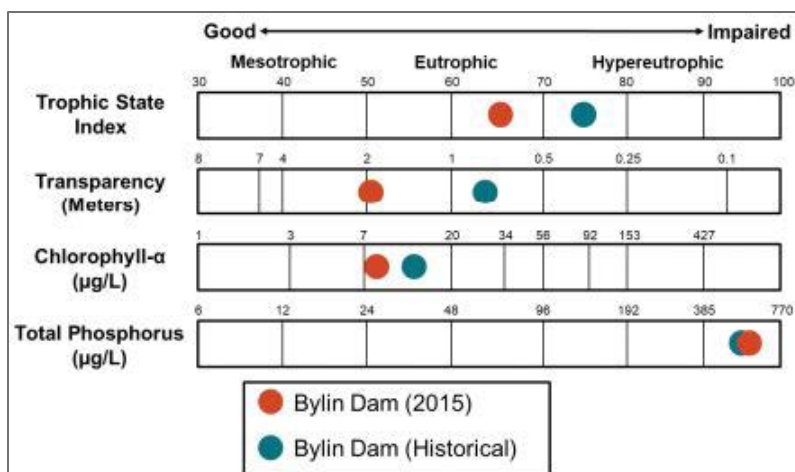 Good Impaired
Mesotrophic Eutrophic Hypereutrophic
30 40 50 60 70 80 90 100
Trophic State
Index
8 7 4 2 1 0.5 0.25 0.1
Transparency
(Meters)
1 3 7 20 34 56 92 153 427
Chlorophyll-α
(µg/L)
6 12 24 48 96 192 385 770
Total Phosphorus
(µg/L)
Bylin Dam (2015)
Bylin Dam (Historical)